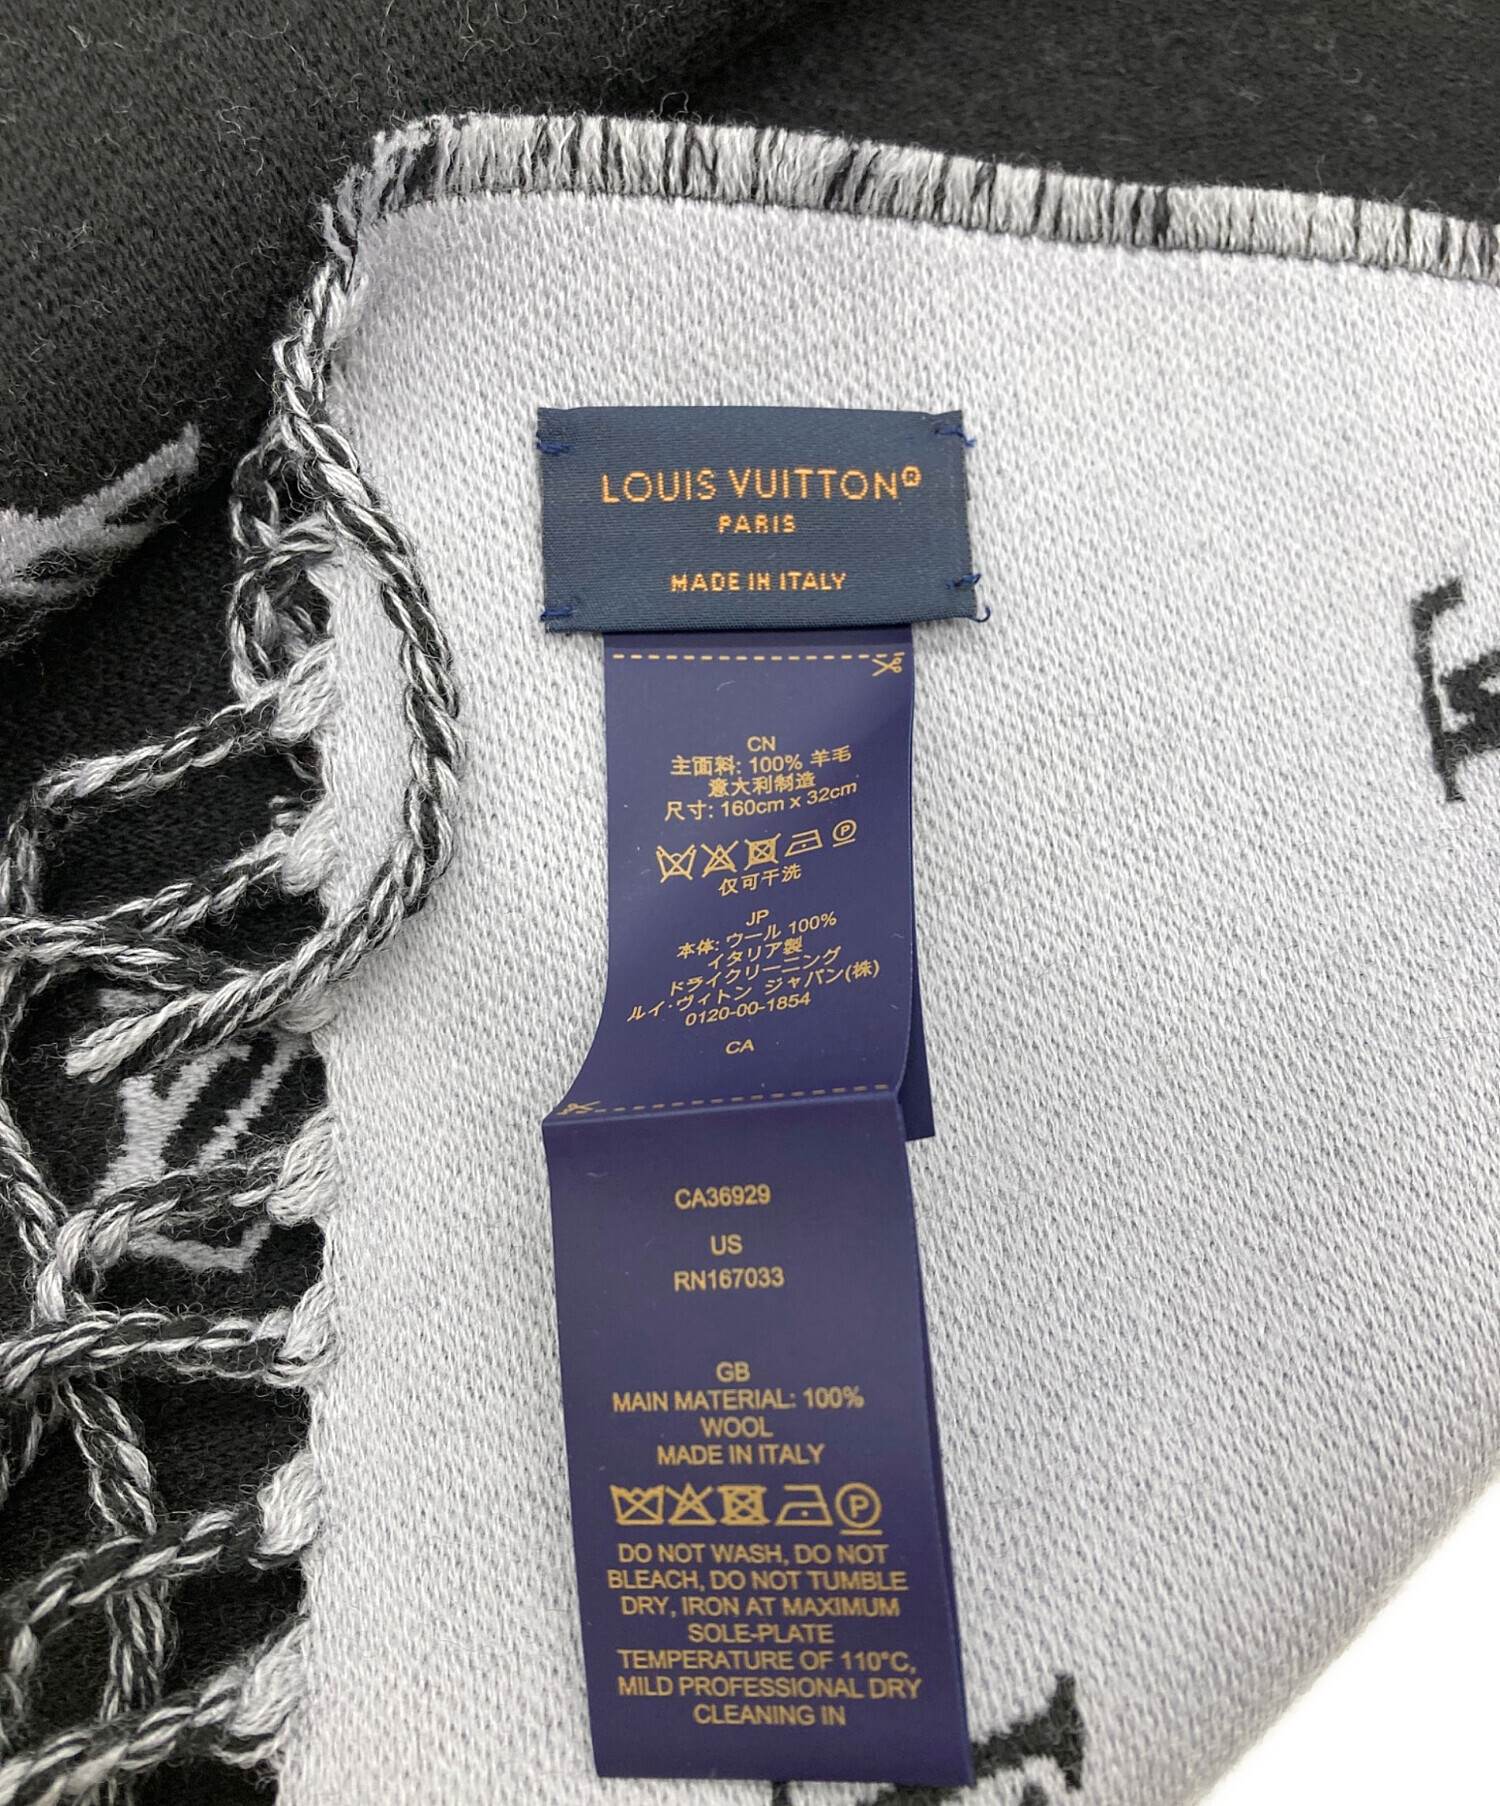 LOUIS VUITTON®
PARIS
MADE IN ITALY
CN
主面料: 100% 羊毛
意大利制造
尺寸: 160cm x 32cm
P
仅可干洗
JP
本体: ウール 100%
イタリア製
ドライクリーニング
ルイ・ヴィトン ジャパン(株)
0120-00-1854
CA
CA36929
US
RN167033
GB
MAIN MATERIAL: 100%
WOOL
MADE IN ITALY
P
DO NOT WASH, DO NOT
BLEACH, DO NOT TUMBLE
DRY, IRON AT MAXIMUM
SOLE-PLATE
TEMPERATURE OF 110°C,
MILD PROFESSIONAL DRY
CLEANING IN